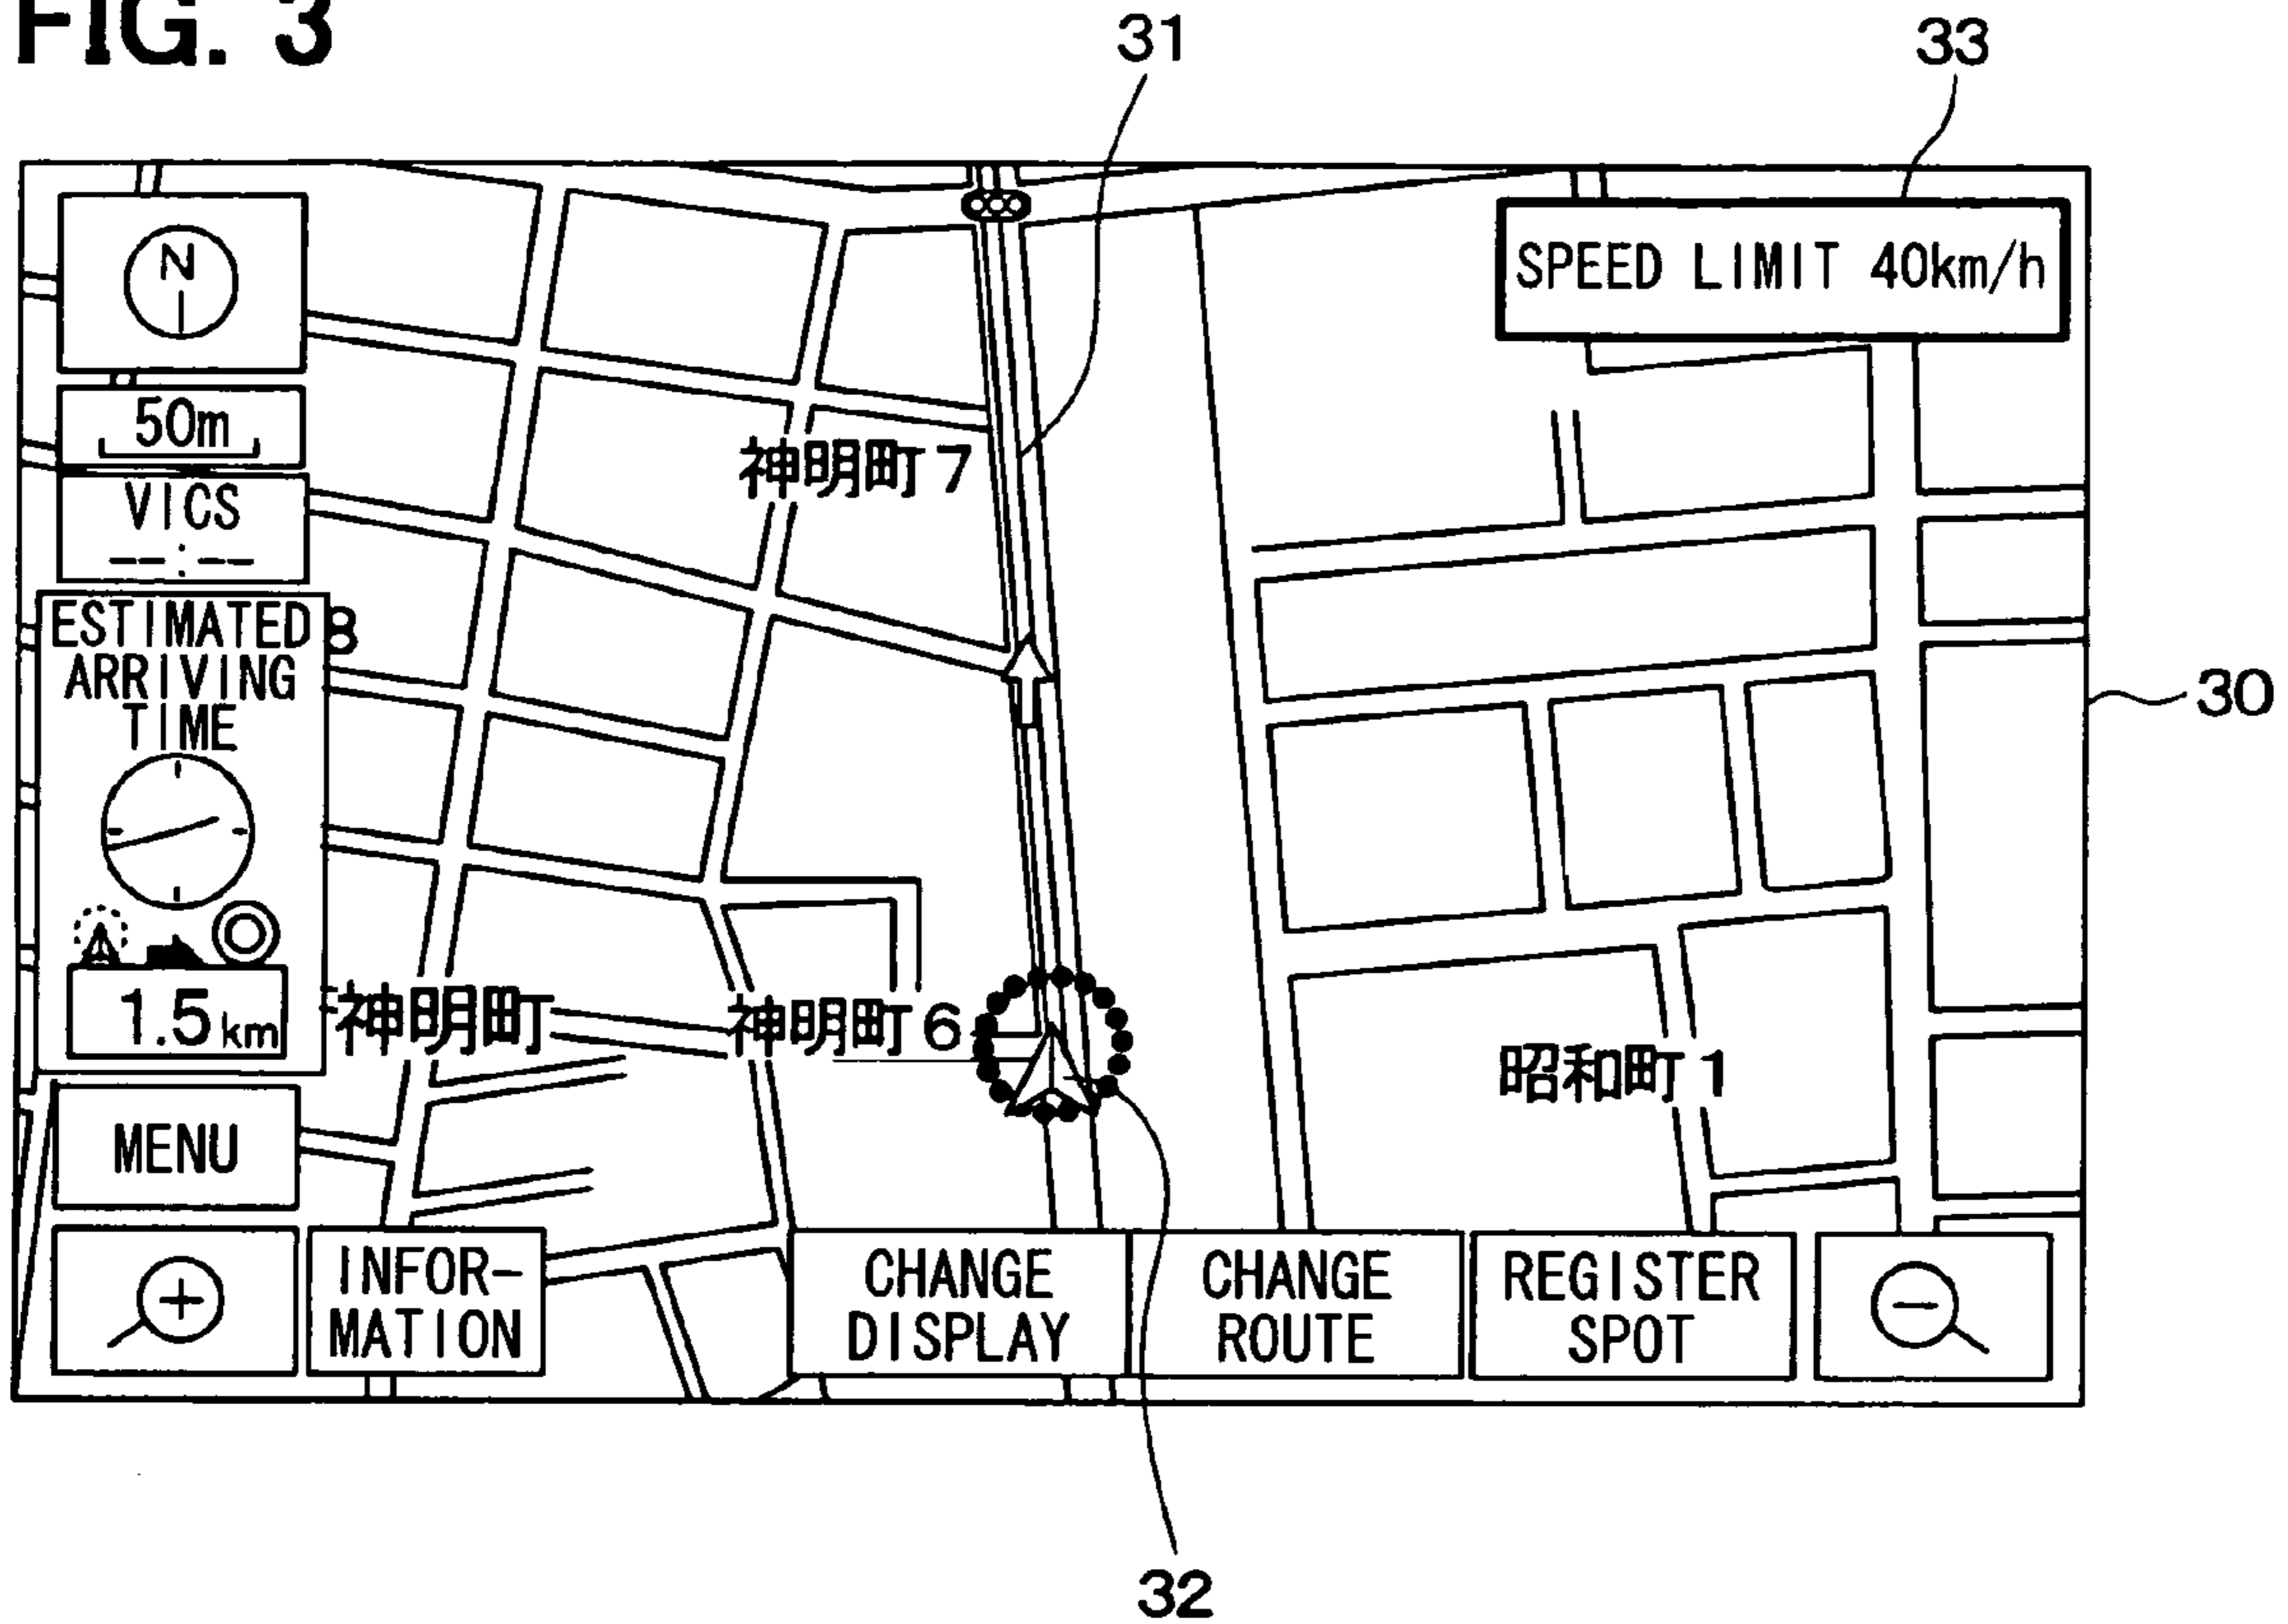 FIG. 3
31
33
N
SPEED LIMIT 40km/h
50m
神明町7
VICS
--:--
ESTIMATED
ARRIVING
TIME
8
30
1.5km
神明町
神明町6
昭和町1
MENU
INFOR-
MATION
CHANGE
DISPLAY
CHANGE
ROUTE
REGISTER
SPOT
32